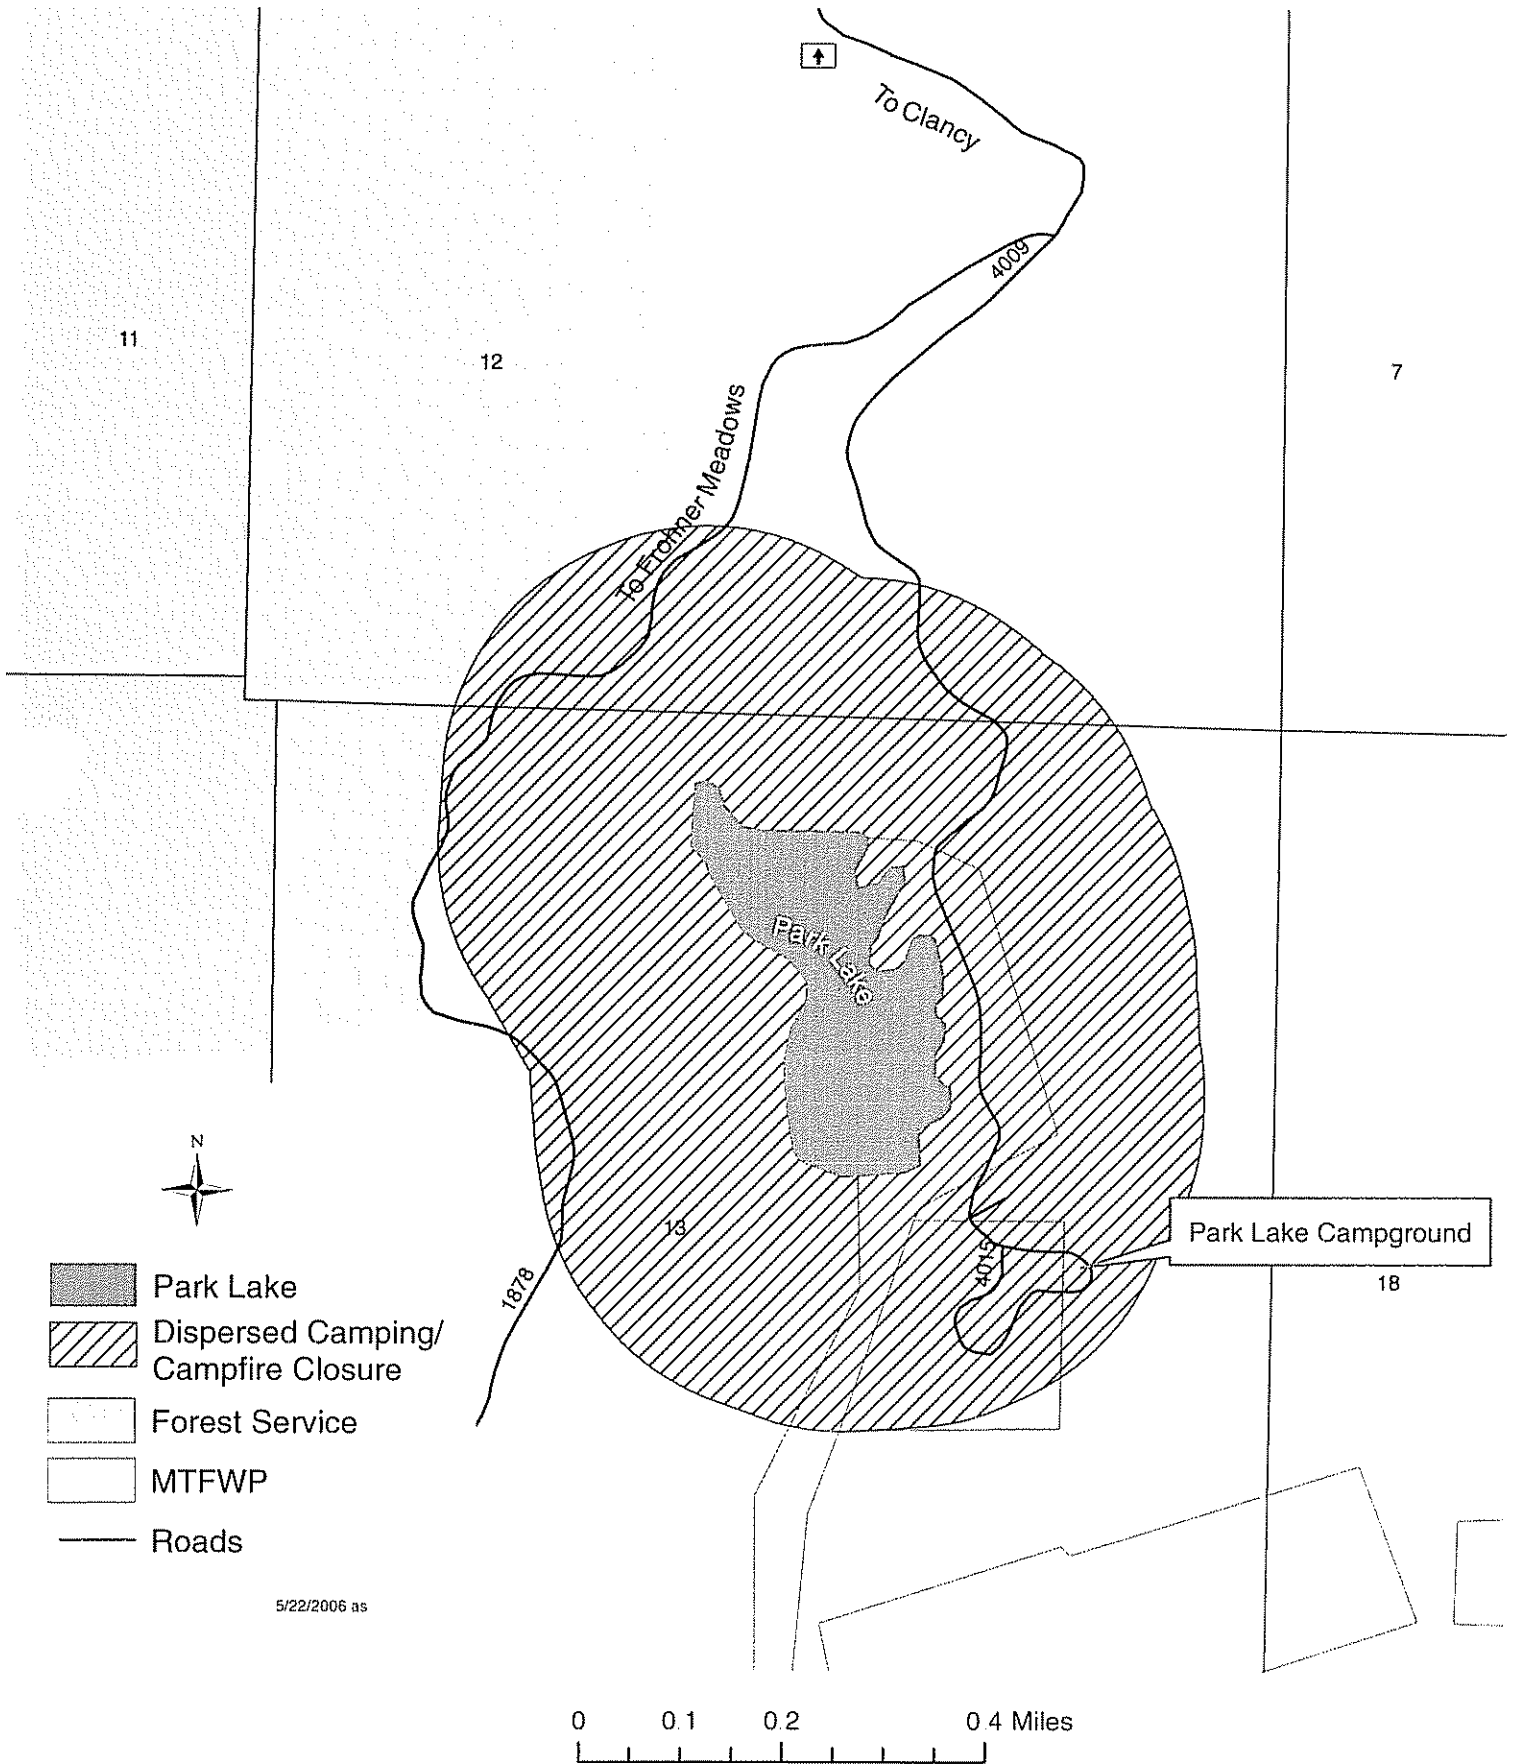 To Clancy
4009
11
12
7
To Frohner Meadows
Park Lake
N
13
4015
Park Lake Campground
18
1878
Park Lake
Dispersed Camping/
Campfire Closure
Forest Service
MTFWP
Roads
5/22/2006 as
0 0.1 0.2 0.4 Miles